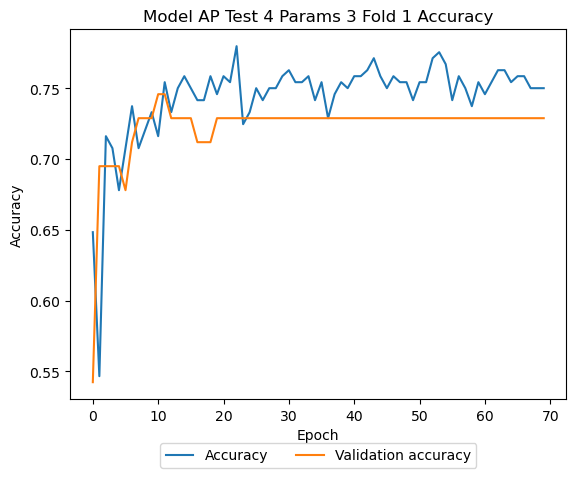 Model AP Test 4 Params 3 Fold 1 Accuracy
Accuracy
0.75
0.70
0.65
0.60
0.55
0 10 20 30 40 50 60 70
Epoch
Accuracy Validation accuracy